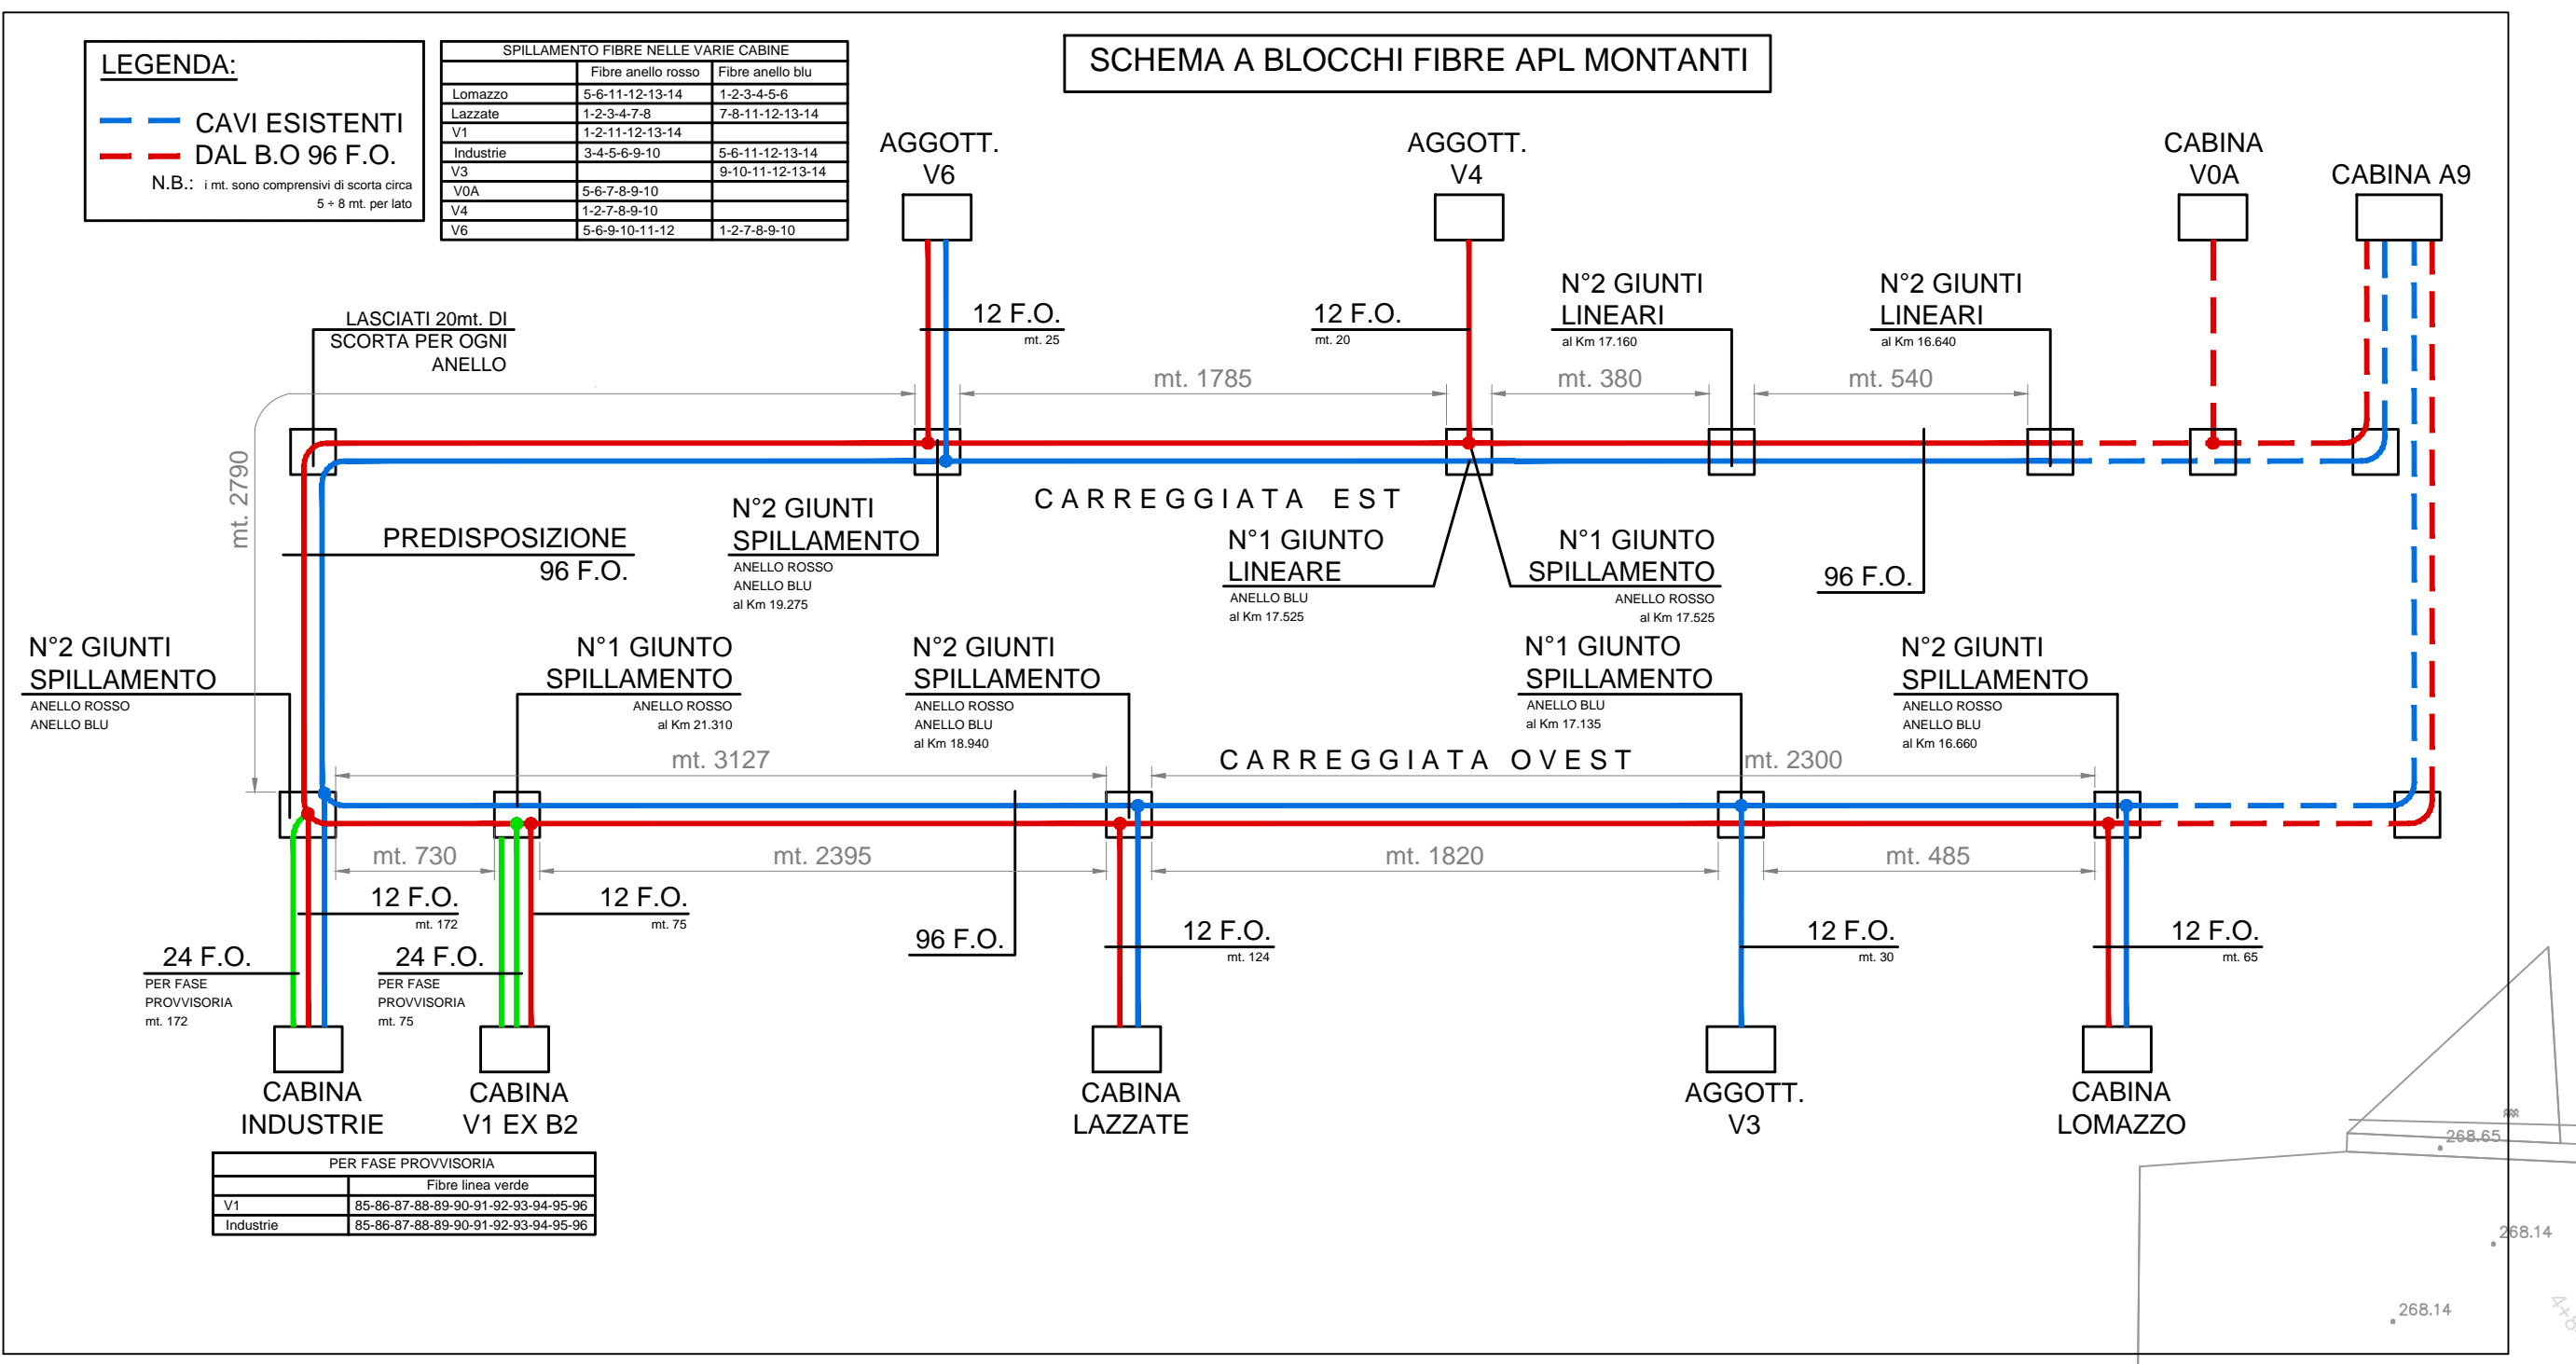 SCHEMA A BLOCCHI FIBRE APL MONTANTI
LEGENDA:
CAVI ESISTENTI
DAL B.O 96 F.O.
N.B.: i mt. sono comprensivi di scorta circa
5 ÷ 8 mt. per lato
SPILLAMENTO FIBRE NELLE VARIE CABINE
Fibre anello rosso Fibre anello blu
Lomazzo 5-6-11-12-13-14 1-2-3-4-5-6
Lazzate 1-2-3-4-7-8 7-8-11-12-13-14
V1 1-2-11-12-13-14
Industrie 3-4-5-6-9-10 5-6-11-12-13-14
V3 9-10-11-12-13-14
V0A 5-6-7-8-9-10
V4 1-2-7-8-9-10
V6 5-6-9-10-11-12 1-2-7-8-9-10
AGGOTT.
V6
AGGOTT.
V4
CABINA
V0A
CABINA A9
LASCIATI 20mt. DI
SCORTA PER OGNI
ANELLO
12 F.O.
mt. 25
12 F.O.
mt. 20
N°2 GIUNTI
LINEARI
al Km 17.160
N°2 GIUNTI
LINEARI
al Km 16.640
mt. 1785
mt. 380
mt. 540
mt. 2790
CARREGGIATA EST
PREDISPOSIZIONE
96 F.O.
N°2 GIUNTI
SPILLAMENTO
ANELLO ROSSO
ANELLO BLU
al Km 19.275
N°1 GIUNTO
LINEARE
ANELLO BLU
al Km 17.525
N°1 GIUNTO
SPILLAMENTO
ANELLO ROSSO
al Km 17.525
96 F.O.
N°2 GIUNTI
SPILLAMENTO
ANELLO ROSSO
ANELLO BLU
N°1 GIUNTO
SPILLAMENTO
ANELLO ROSSO
al Km 21.310
N°2 GIUNTI
SPILLAMENTO
ANELLO ROSSO
ANELLO BLU
al Km 18.940
N°1 GIUNTO
SPILLAMENTO
ANELLO BLU
al Km 17.135
N°2 GIUNTI
SPILLAMENTO
ANELLO ROSSO
ANELLO BLU
al Km 16.660
mt. 3127
CARREGGIATA OVEST
mt. 2300
mt. 730
mt. 2395
mt. 1820
mt. 485
12 F.O.
mt. 172
12 F.O.
mt. 75
96 F.O.
12 F.O.
mt. 124
12 F.O.
mt. 30
12 F.O.
mt. 65
24 F.O.
PER FASE
PROVVISORIA
mt. 172
24 F.O.
PER FASE
PROVVISORIA
mt. 75
CABINA
INDUSTRIE
CABINA
V1 EX B2
CABINA
LAZZATE
AGGOTT.
V3
CABINA
LOMAZZO
PER FASE PROVVISORIA
Fibre linea verde
V1 85-86-87-88-89-90-91-92-93-94-95-96
Industrie 85-86-87-88-89-90-91-92-93-94-95-96
268.65
268.14
268.14